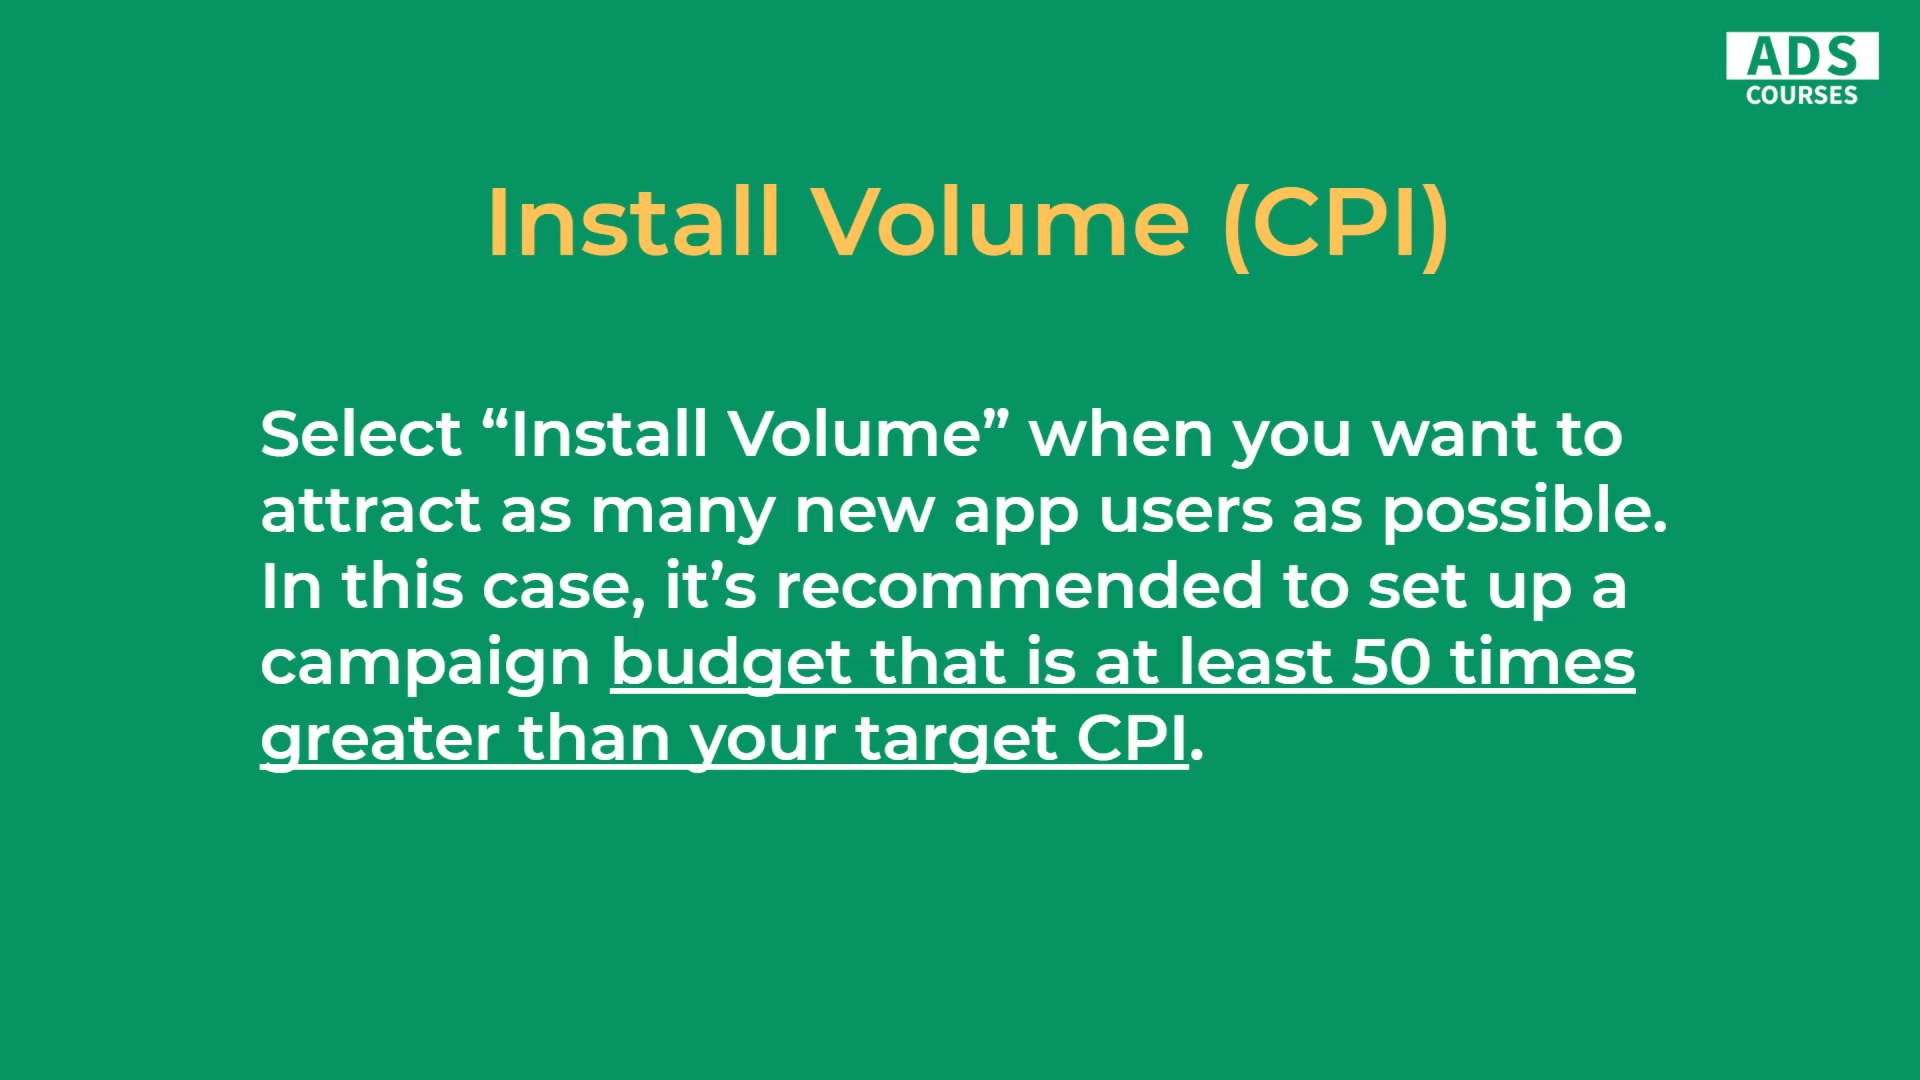 ADS
COURSES
Install Volume (CPI)
Select “Install Volume” when you want to
attract as many new app users as possible.
In this case, it’s recommended to set up a
campaign budget that is at least 50 times
greater than your target CPI.